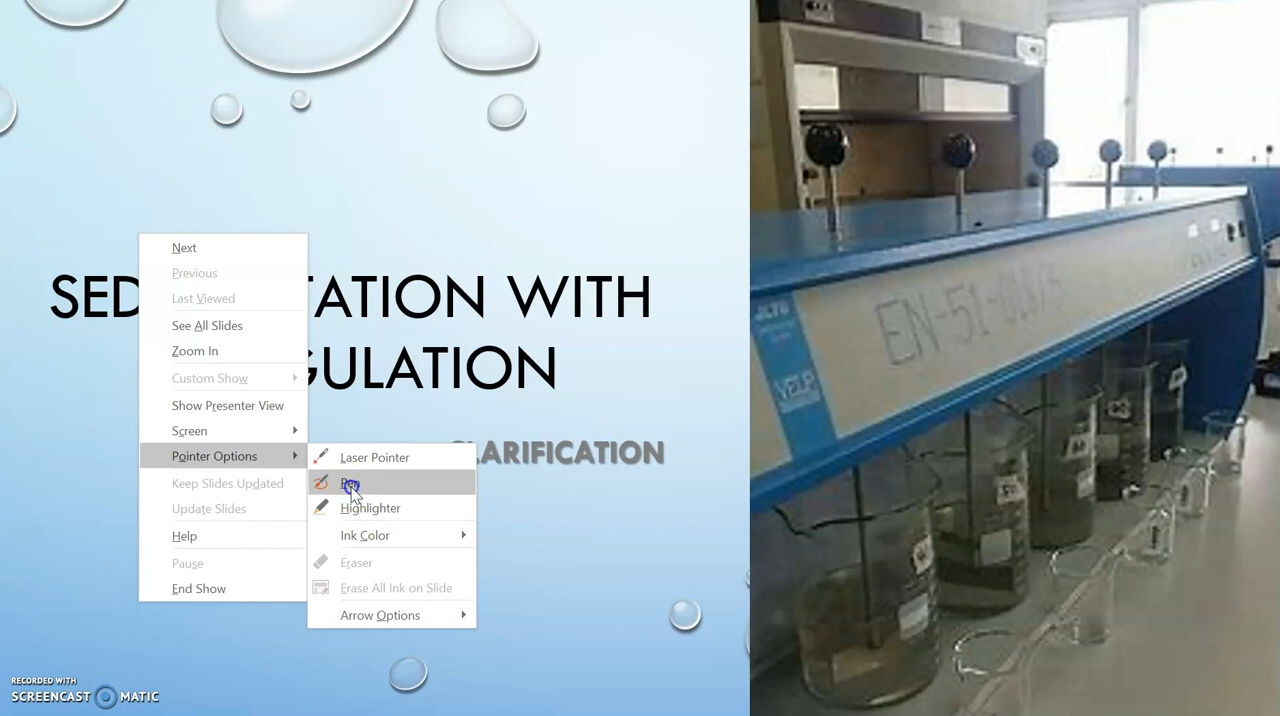 SED TATION WITH
GULATION
LARIFICATION
Next
Previous
Last Viewed
See All Slides
Zoom In
Custom Show
Show Presenter View
Screen
Pointer Options
Keep Slides Updated
Update Slides
Help
Pause
End Show
Laser Pointer
Pen
Highlighter
Ink Color
Eraser
Erase All Ink on Slide
Arrow Options
RECORDED WITH
SCREENCAST MATIC
JLT6
VELP